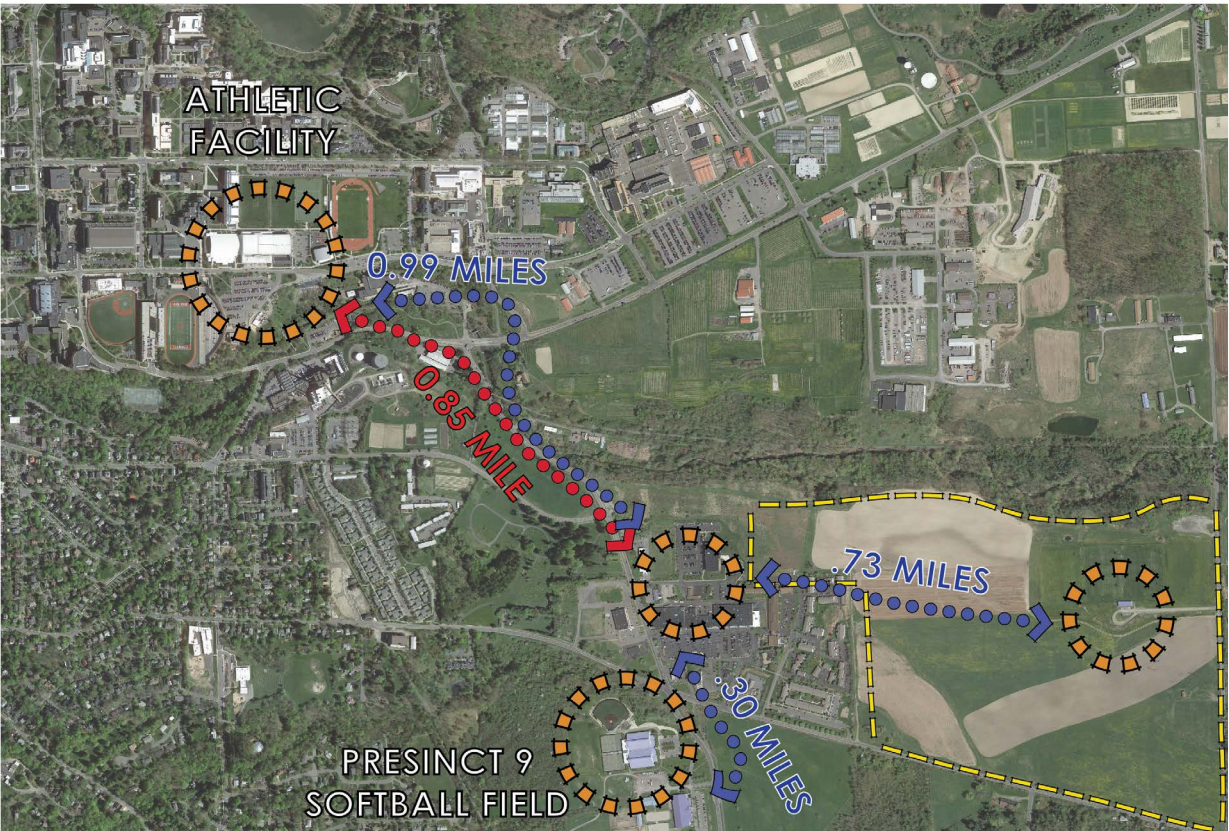 ATHLETIC
FACILITY
0.99 MILES
0.85 MILE
.73 MILES
.30 MILES
PRESINCT 9
SOFTBALL FIELD